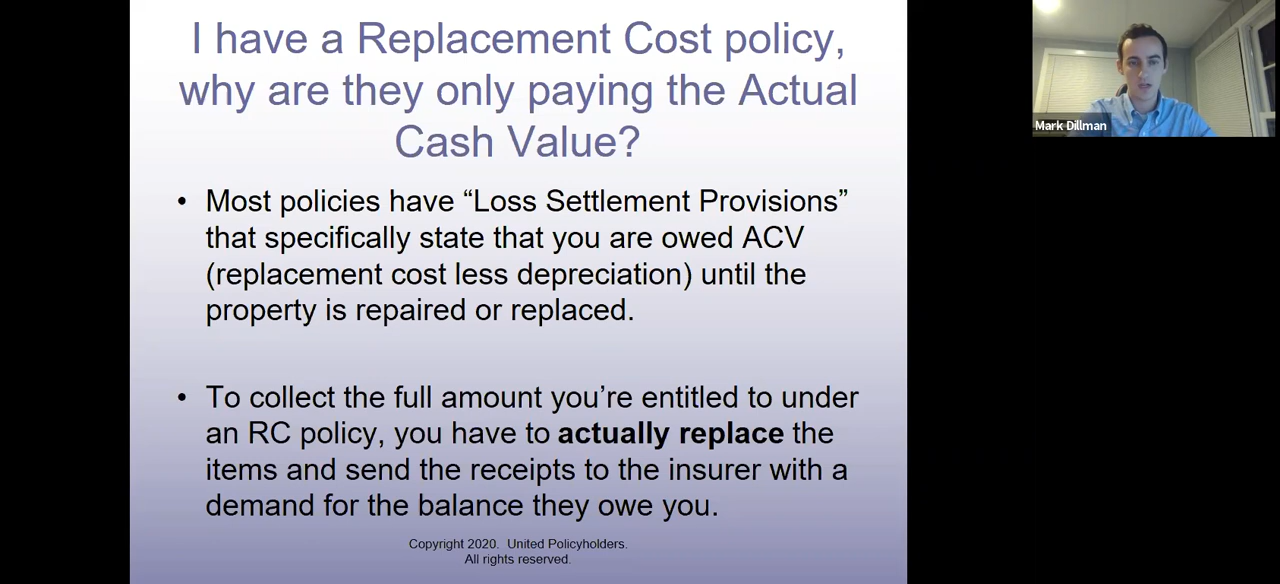 I have a Replacement Cost policy,
why are they only paying the Actual
Cash Value?
• Most policies have “Loss Settlement Provisions”
that specifically state that you are owed ACV
(replacement cost less depreciation) until the
property is repaired or replaced.
• To collect the full amount you’re entitled to under
an RC policy, you have to actually replace the
items and send the receipts to the insurer with a
demand for the balance they owe you.
Copyright 2020. United Policyholders.
All rights reserved.
Mark Dillman